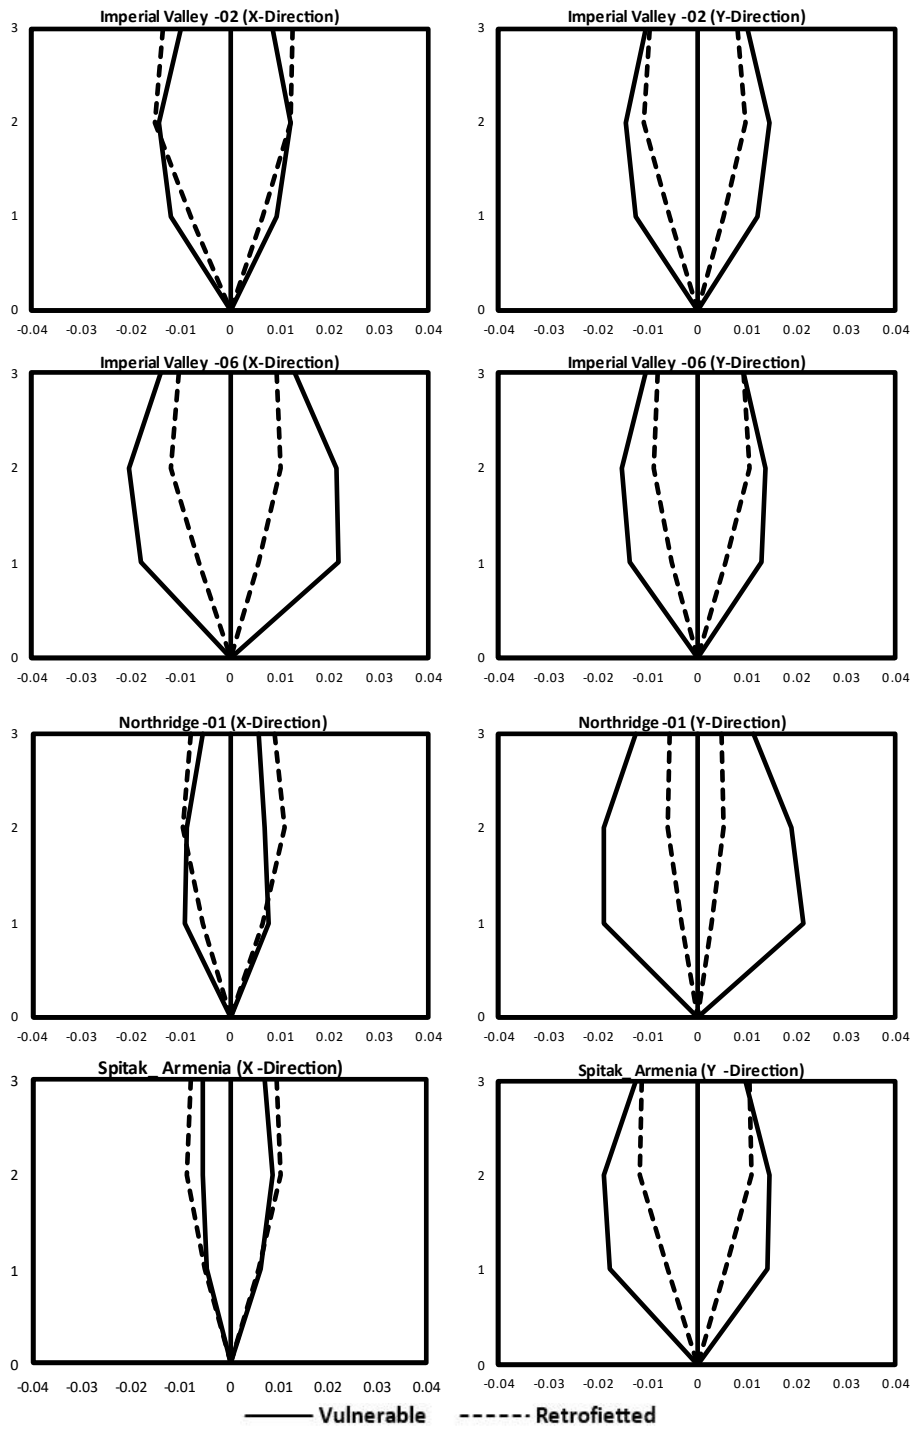 Imperial Valley -02 (X-Direction) Imperial Valley -02 (Y-Direction)
3 3
2 2
1 1
0 0
-0.04 -0.03 -0.02 -0.01 0 0.01 0.02 0.03 0.04 -0.04 -0.03 -0.02 -0.01 0 0.01 0.02 0.03 0.04
Imperial Valley -06 (X-Direction) Imperial Valley -06 (Y-Direction)
3 3
2 2
1 1
0 0
-0.04 -0.03 -0.02 -0.01 0 0.01 0.02 0.03 0.04 -0.04 -0.03 -0.02 -0.01 0 0.01 0.02 0.03 0.04
Northridge -01 (X-Direction) Northridge -01 (Y-Direction)
3 3
2 2
1 1
0 0
-0.04 -0.03 -0.02 -0.01 0 0.01 0.02 0.03 0.04 -0.04 -0.03 -0.02 -0.01 0 0.01 0.02 0.03 0.04
Spitak_ Armenia (X -Direction) Spitak_ Armenia (Y -Direction)
3 3
2 2
1 1
0 0
-0.04 -0.03 -0.02 -0.01 0 0.01 0.02 0.03 0.04 -0.04 -0.03 -0.02 -0.01 0 0.01 0.02 0.03 0.04
Vulnerable Retrofietted